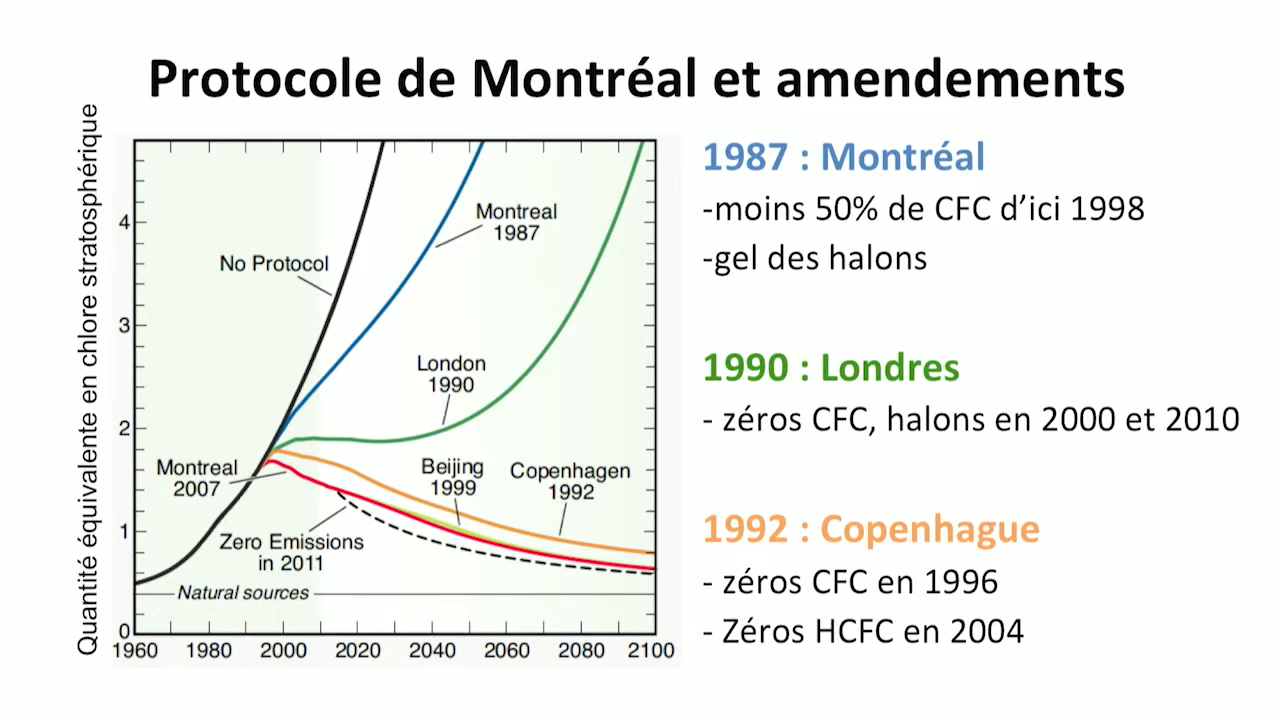 Protocole de Montréal et amendements
Quantité équivalente en chlore stratosphérique
4
3
2
1
0
1960 1980 2000 2020 2040 2060 2080 2100
No Protocol
Montreal
1987
London
1990
Montreal
2007
Beijing
1999
Copenhagen
1992
Zero Emissions
in 2011
Natural sources
1987 : Montréal
-moins 50% de CFC d’ici 1998
-gel des halons
1990 : Londres
- zéros CFC, halons en 2000 et 2010
1992 : Copenhague
- zéros CFC en 1996
- Zéros HCFC en 2004